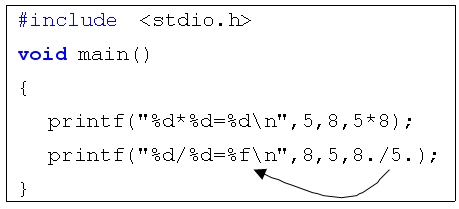 #include  <stdio.h>
void main()
{
printf("%d*%d=%d\n",5,8,5*8);
printf("%d/%d=%f\n",8,5,8./5.);
}